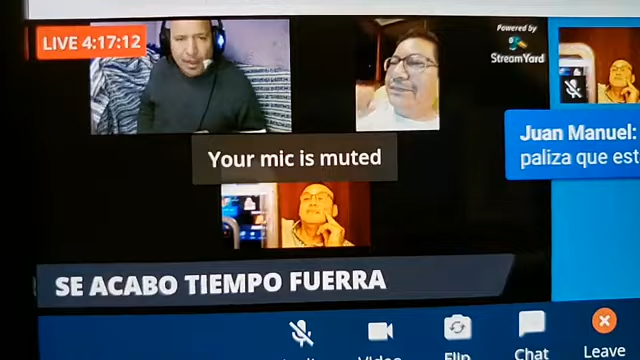 LIVE 4:17:12
Powered by
StreamYard
Your mic is muted
Juan Manuel:
paliza que est
SE ACABO TIEMPO FUERRA
Flip
Chat
Leave